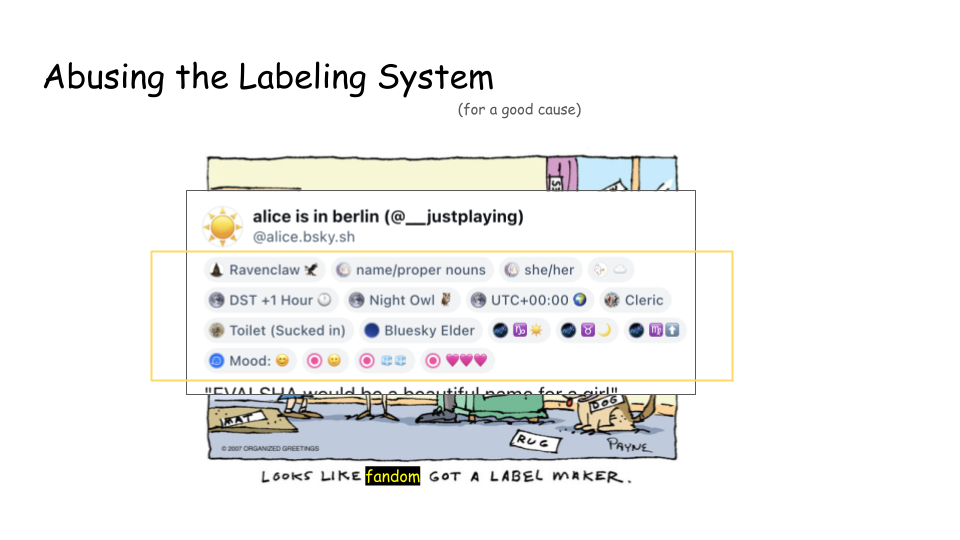 Abusing the Labeling System
(for a good cause)
alice is in berlin (@__justplaying)
@alice.bsky.sh
Ravenclaw name/proper nouns she/her
DST +1 Hour Night Owl UTC+00:00 Cleric
Toilet (Sucked in) Bluesky Elder
Mood:
"EVALSHA would be a beautiful name for a girl"
MAT
DOG
RUG
© 2007 ORGANIZED GREETINGS
PAYNE
LOOKS LIKE fandom GOT A LABEL MAKER.